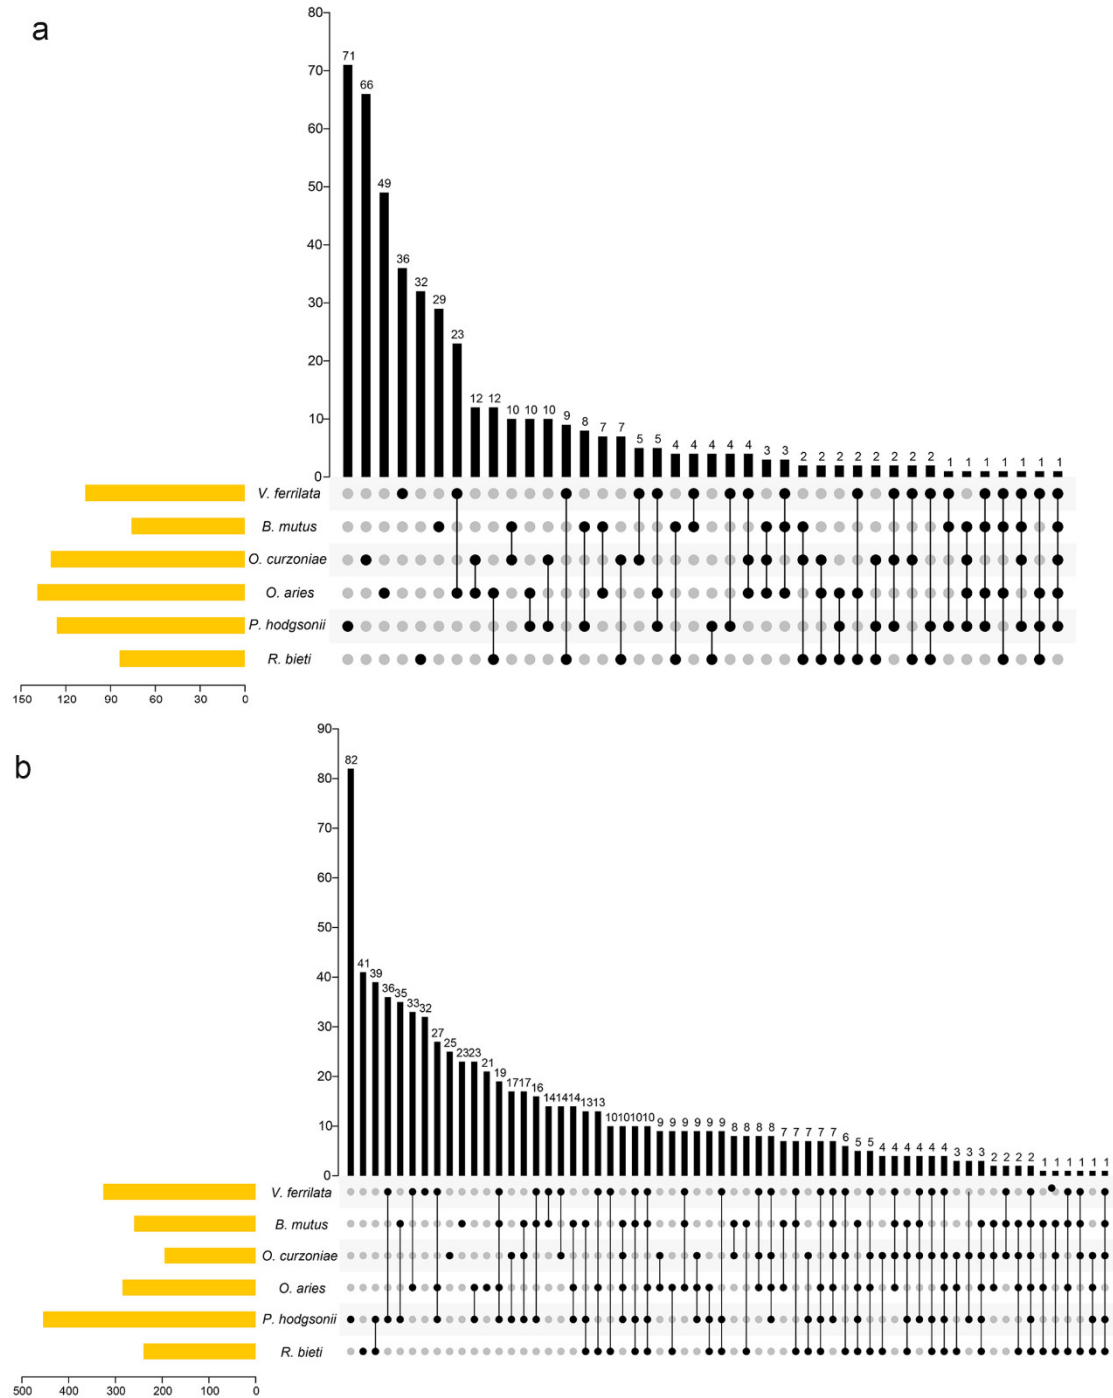 a
80
70
60
50
40
30
20
10
0
71 66 49 36 32 29 23 12 12 10 10 10 9 8 7 7 5 5 4 4 4 4 4 3 3 2 2 2 2 2 2 2 2 1 1 1 1 1 1 1
V. ferrilata
B. mutus
O. curzoniae
O. aries
P. hodgsonii
R. bieti
150 120 90 60 30 0
b
90
80
70
60
50
40
30
20
10
0
82 41 39 36 35 33 32 27 25 23 23 21 19 17 17 16 14 14 14 13 13 10 10 10 10 9 9 9 9 9 9 8 8 8 8 7 7 7 7 7 6 5 5 4 4 4 4 4 4 3 3 3 2 2 2 2 1 1 1 1 1 1
V. ferrilata
B. mutus
O. curzoniae
O. aries
P. hodgsonii
R. bieti
500 400 300 200 100 0